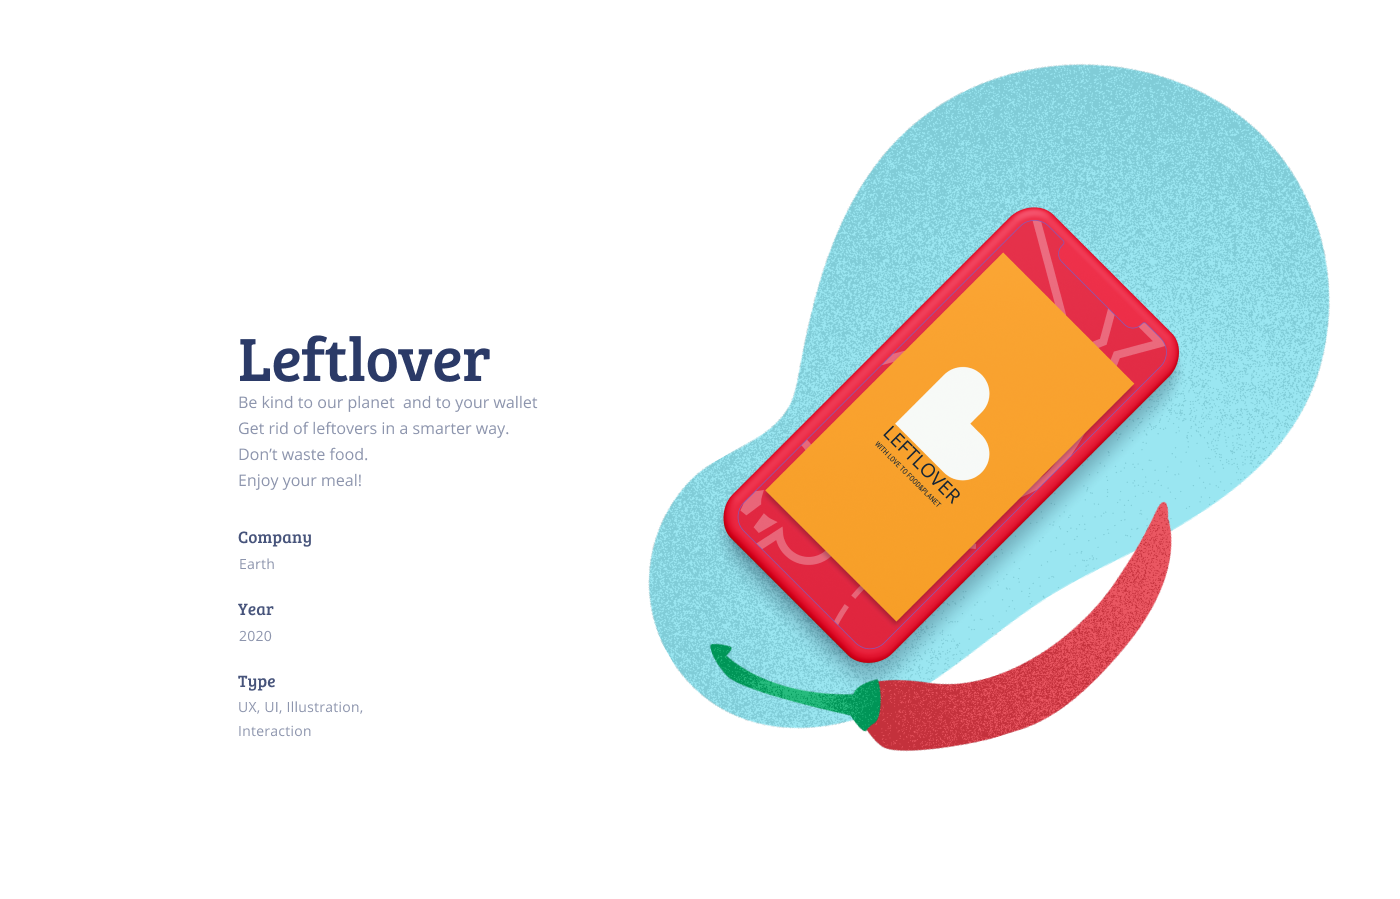 Leftlover
Be kind to our planet  and to your wallet
Get rid of leftovers in a smarter way.
Don't waste food.
Enjoy your meal!
Company
Earth
Year
2020
Type
UX, UI, Illustration,
Interaction
LEFTLOVER
WITH LOVE TO FOOD&PLANET